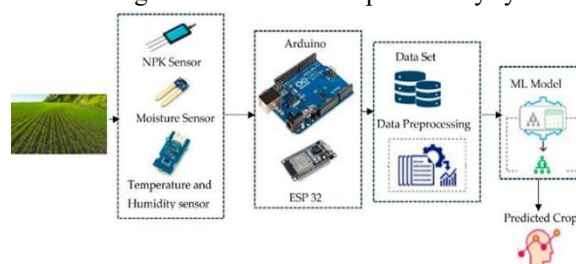 NPK Sensor
Moisture Sensor
Temperature and
Humidity sensor
Arduino
ESP 32
Data Set
Data Preprocessing
ML Model
Predicted Crop